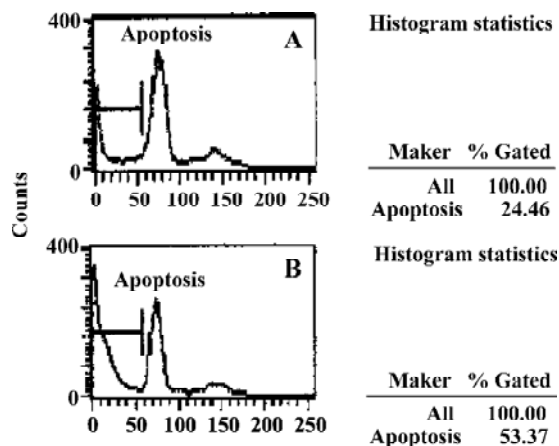 400
Apoptosis
A
0
0 50 100 150 200 250
Histogram statistics
Maker % Gated
All 100.00
Apoptosis 24.46
Counts
400
Apoptosis
B
0
0 50 100 150 200 250
Histogram statistics
Maker % Gated
All 100.00
Apoptosis 53.37